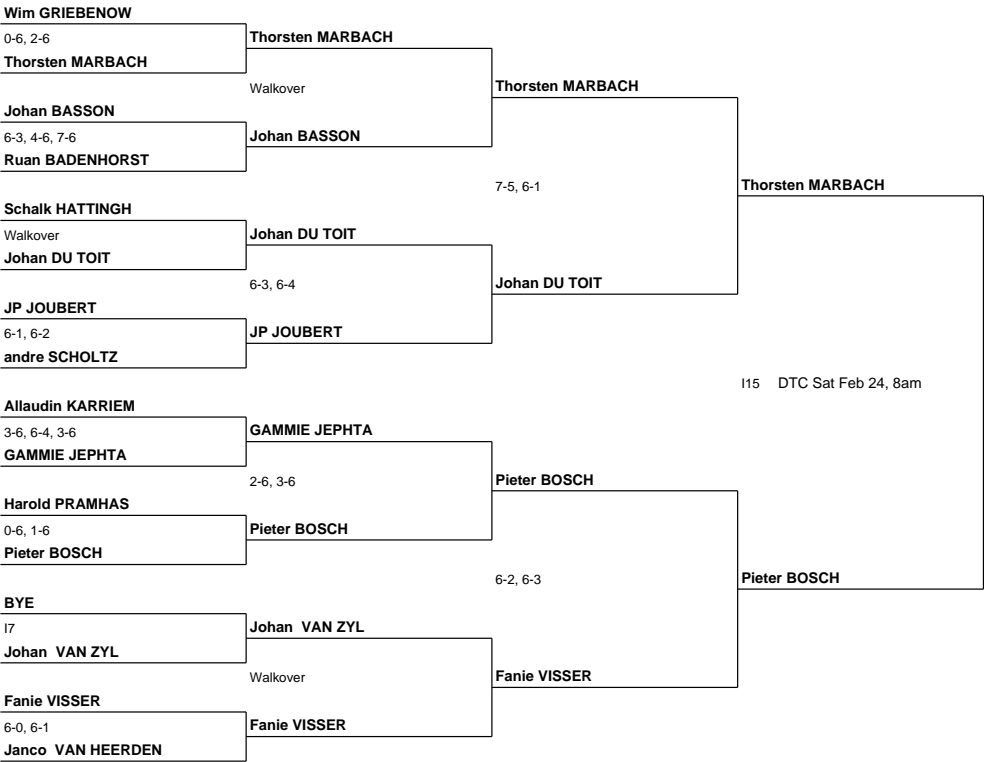 Wim GRIEBENOW
0-6, 2-6
Thorsten MARBACH
Thorsten MARBACH
Walkover
Thorsten MARBACH
Johan BASSON
6-3, 4-6, 7-6
Johan BASSON
Ruan BADENHORST
7-5, 6-1
Thorsten MARBACH
Schalk HATTINGH
Walkover
Johan DU TOIT
Johan DU TOIT
6-3, 6-4
Johan DU TOIT
JP JOUBERT
6-1, 6-2
JP JOUBERT
andre SCHOLTZ
I15 DTC Sat Feb 24, 8am
Allaudin KARRIEM
3-6, 6-4, 3-6
GAMMIE JEPHTA
GAMMIE JEPHTA
2-6, 3-6
Pieter BOSCH
Harold PRAMHAS
0-6, 1-6
Pieter BOSCH
Pieter BOSCH
6-2, 6-3
Pieter BOSCH
BYE
I7
Johan VAN ZYL
Johan VAN ZYL
Walkover
Fanie VISSER
Fanie VISSER
6-0, 6-1
Fanie VISSER
Janco VAN HEERDEN